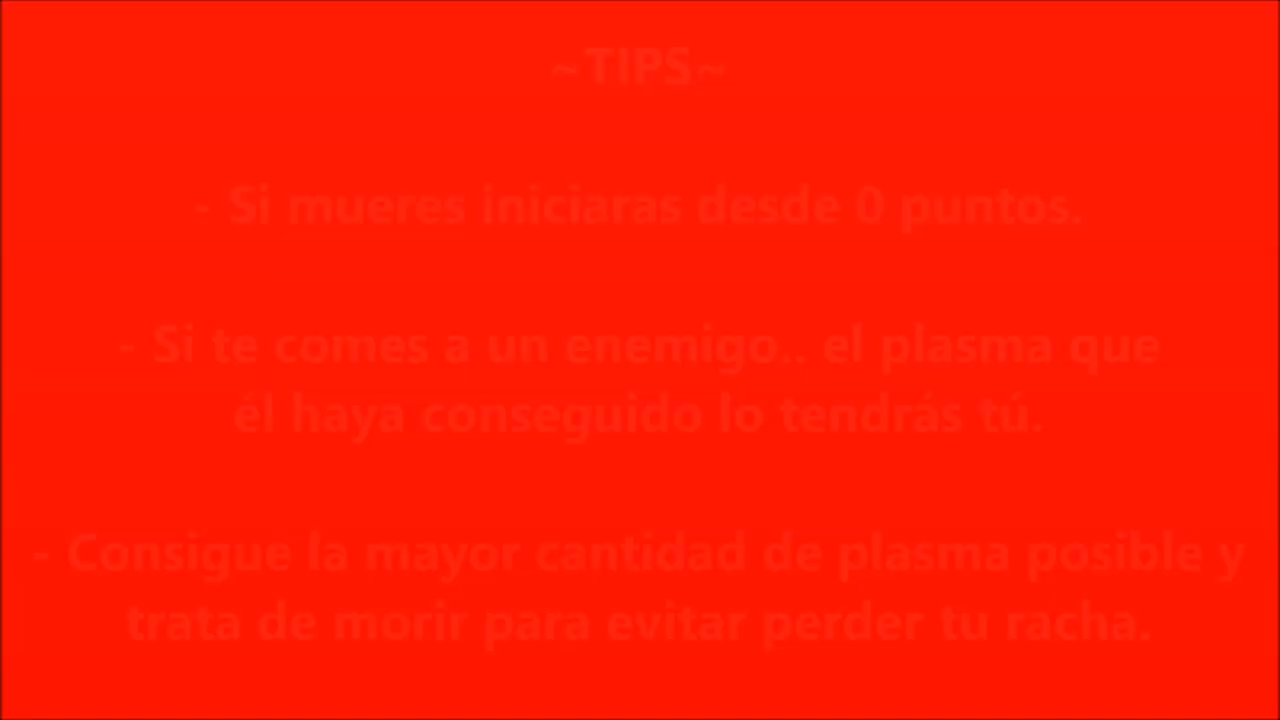 ~TIPS~
- Si mueres iniciaras desde 0 puntos.
- Si te comes a un enemigo.. el plasma que
él haya conseguido lo tendrás tú.
- Consigue la mayor cantidad de plasma posible y
trata de morir para evitar perder tu racha.